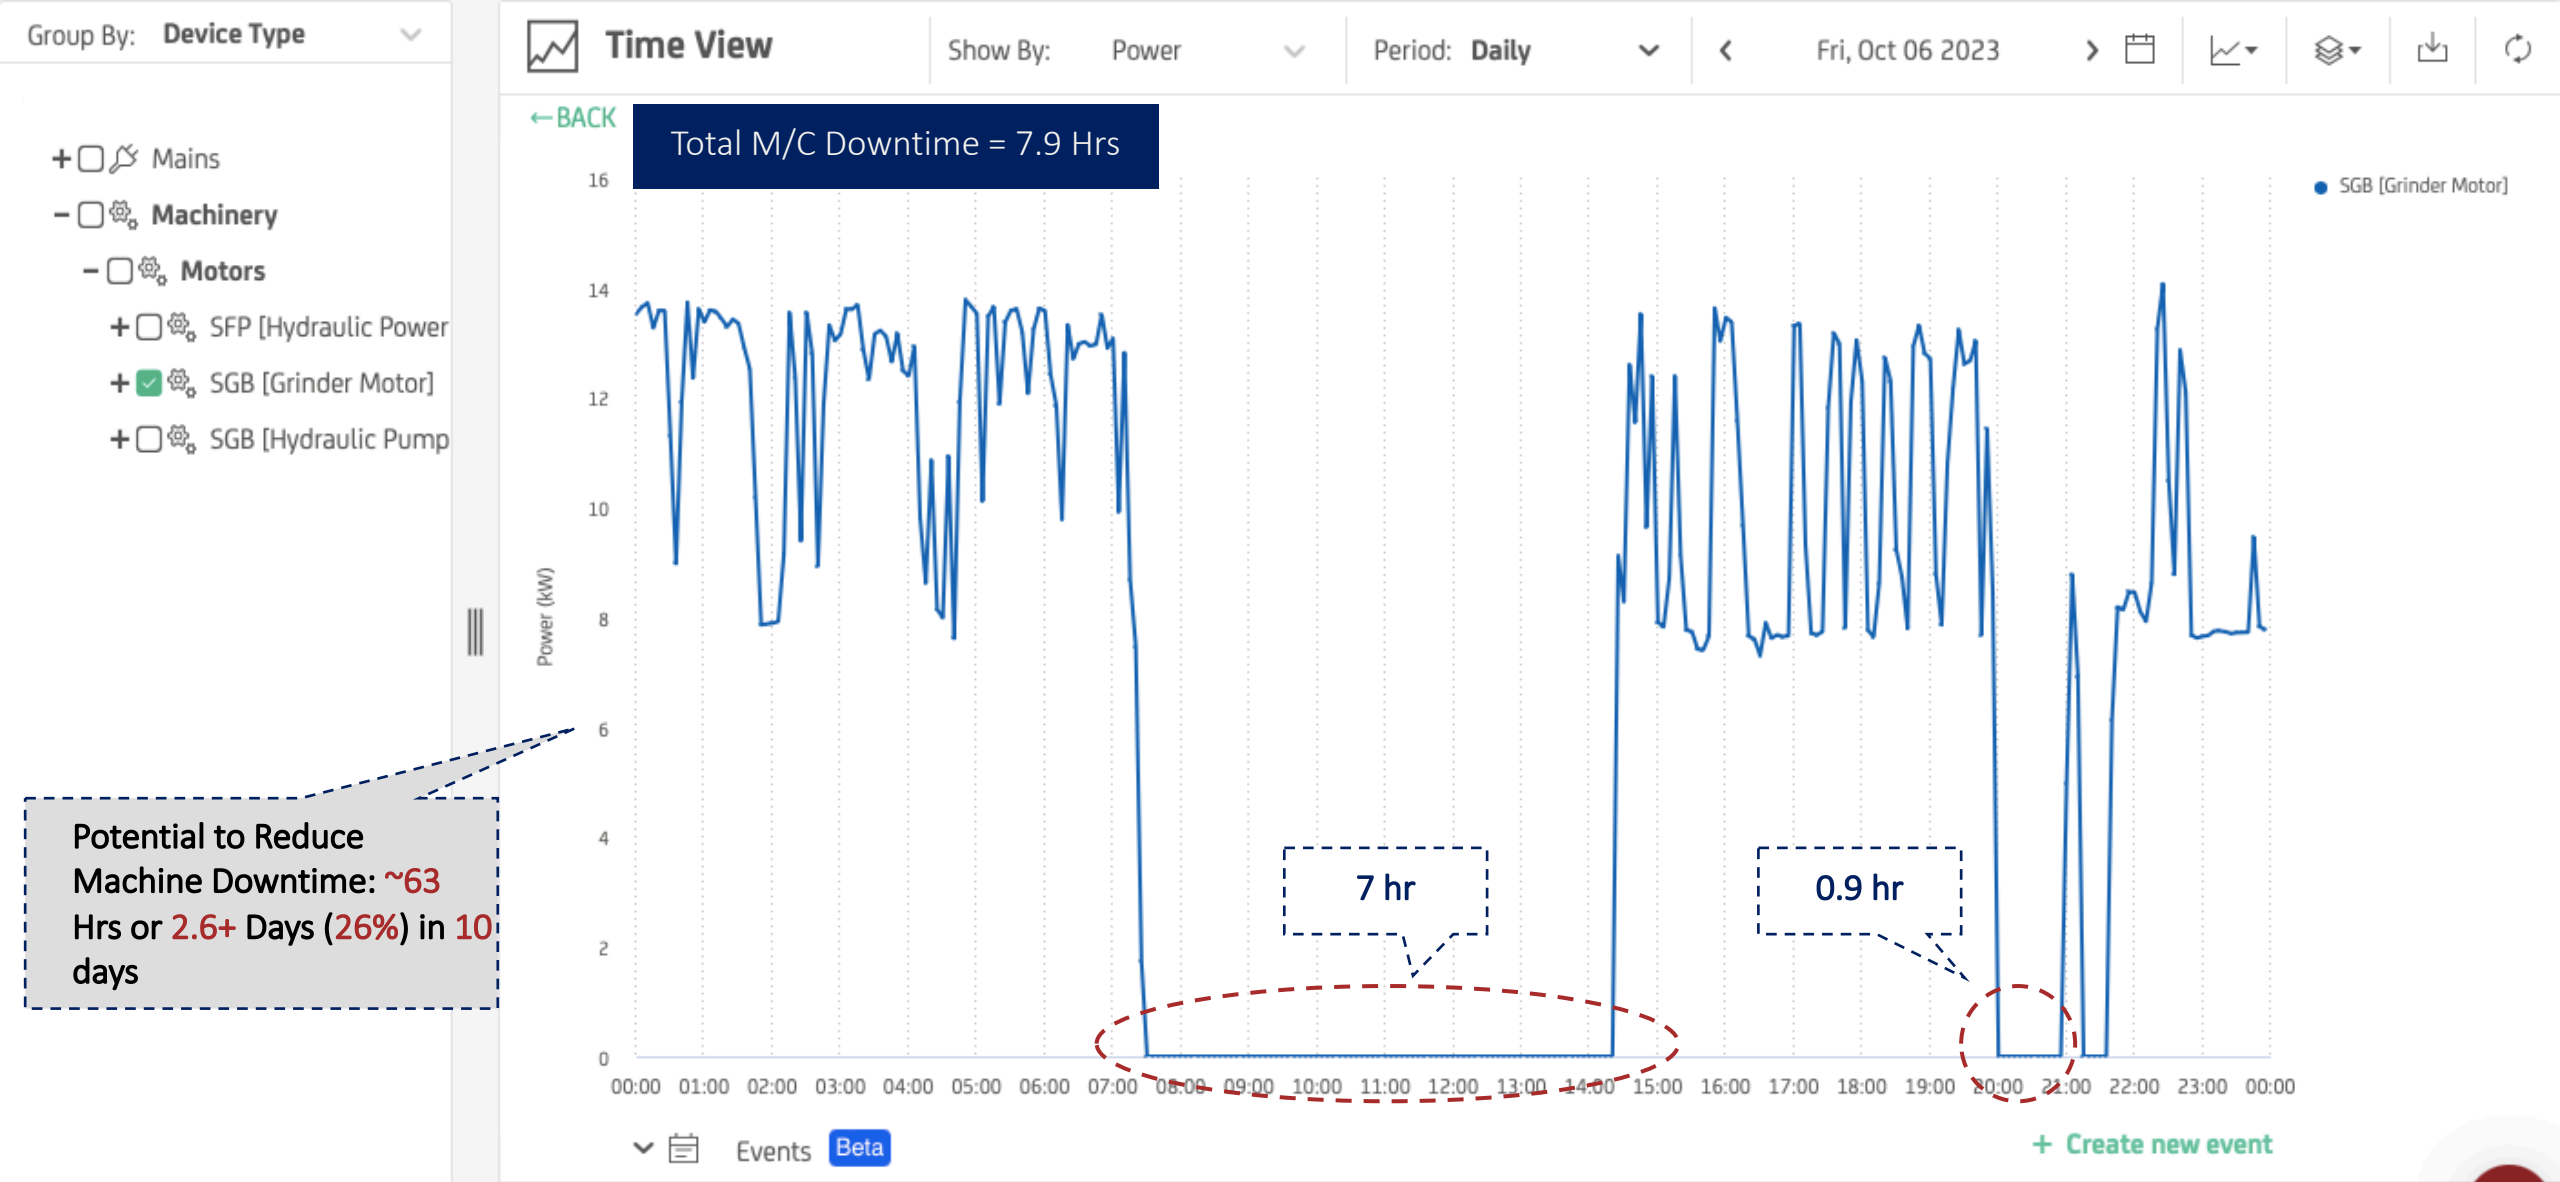 Group By: Device Type
Time View
Show By: Power
Period: Daily
Fri, Oct 06 2023
←BACK
Total M/C Downtime = 7.9 Hrs
+ Mains
− Machinery
− Motors
+ SFP [Hydraulic Power
+ SGB [Grinder Motor]
+ SGB [Hydraulic Pump
SGB [Grinder Motor]
Power (kW)
16
14
12
10
8
6
4
2
0
Potential to Reduce
Machine Downtime: ~63
Hrs or 2.6+ Days (26%) in 10
days
7 hr
0.9 hr
00:00 01:00 02:00 03:00 04:00 05:00 06:00 07:00 08:00 09:00 10:00 11:00 12:00 13:00 14:00 15:00 16:00 17:00 18:00 19:00 20:00 21:00 22:00 23:00 00:00
Events Beta
+ Create new event